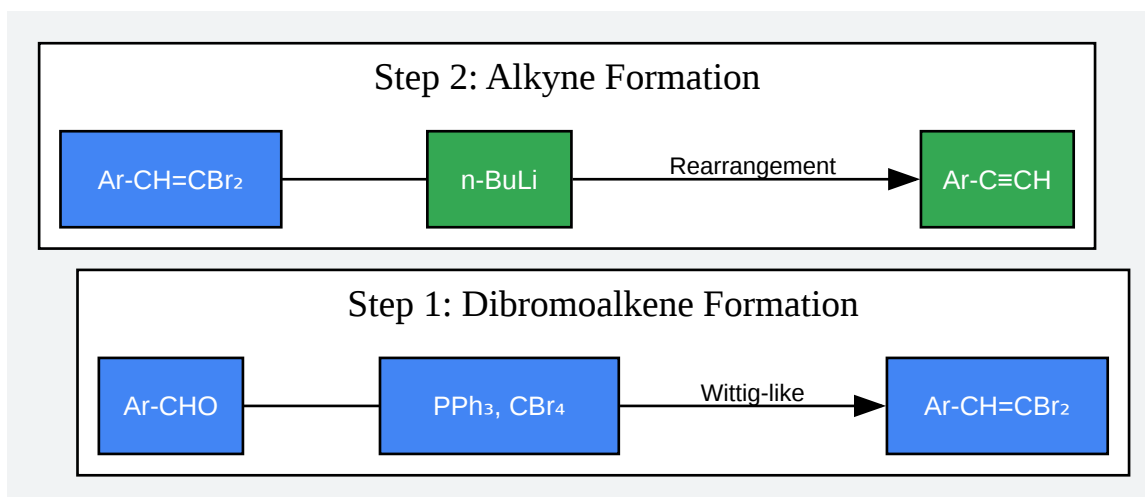 Step 2: Alkyne Formation
Ar-CH=CBr₂
n-BuLi
Rearrangement
Ar-C≡CH
Step 1: Dibromoalkene Formation
Ar-CHO
PPh₃, CBr₄
Wittig-like
Ar-CH=CBr₂